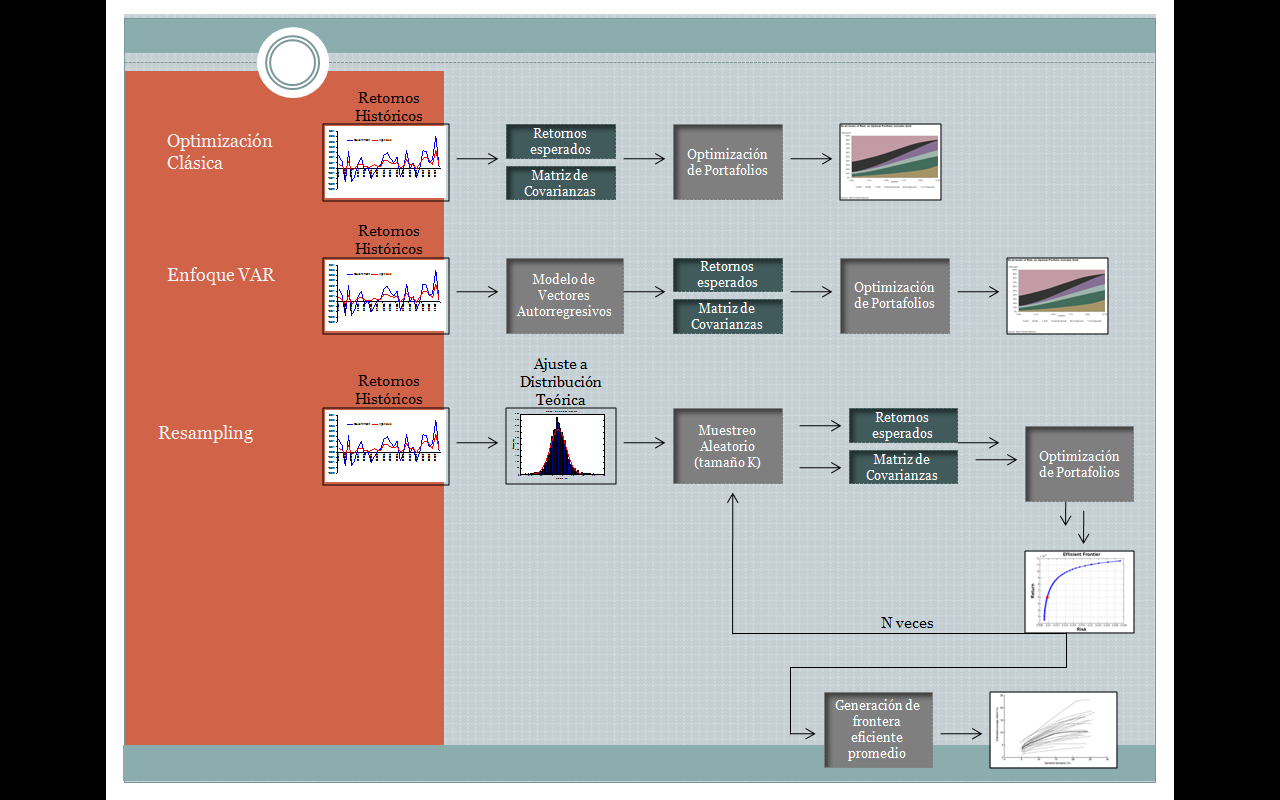 Retornos
Históricos
Optimización
Clásica
Retornos
esperados
Matriz de
Covarianzas
Optimización
de Portafolios
Retornos
Históricos
Enfoque VAR
Modelo de
Vectores
Autorregresivos
Retornos
esperados
Matriz de
Covarianzas
Optimización
de Portafolios
Retornos
Históricos
Resampling
Ajuste a
Distribución
Teórica
Muestreo
Aleatorio
(tamaño K)
Retornos
esperados
Matriz de
Covarianzas
Optimización
de Portafolios
Efficient Frontier
Return
Risk
N veces
Generación de
frontera
eficiente
promedio